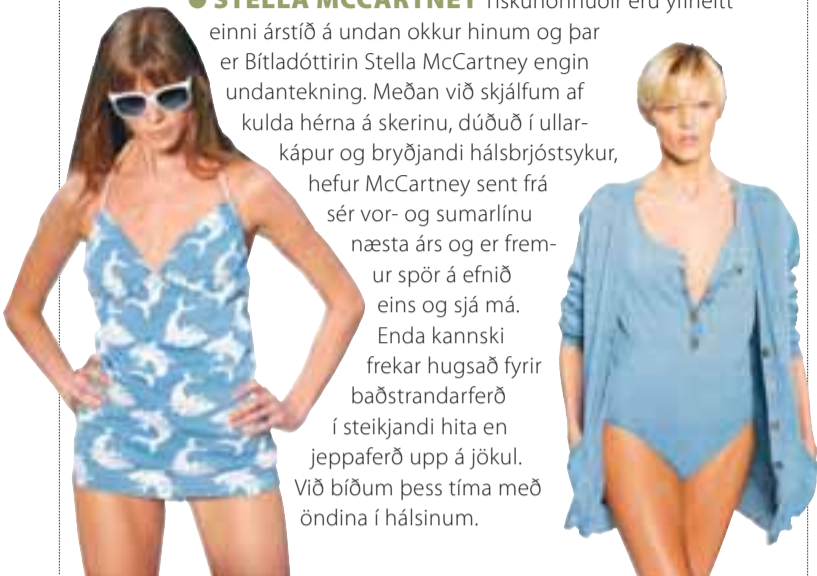 ● STELLA MCCARTNEY Tískuhönnuðir eru yfirleitt
einni árstíð á undan okkur hinum og þar
er Bítladóttirin Stella McCartney engin
undantekning. Meðan við skjálfum af
kulda hérna á skerinu, dúðuð í ullar-
kápur og bryðjandi hálsbrjóstsykur,
hefur McCartney sent frá
sér vor- og sumarlínu
næsta árs og er frem-
ur spör á efnið
eins og sjá má.
Enda kannski
frekar hugsað fyrir
baðstrandarferð
í steikjandi hita en
jeppaferð upp á jökul.
Við bíðum þess tíma með
öndina í hálsinum.